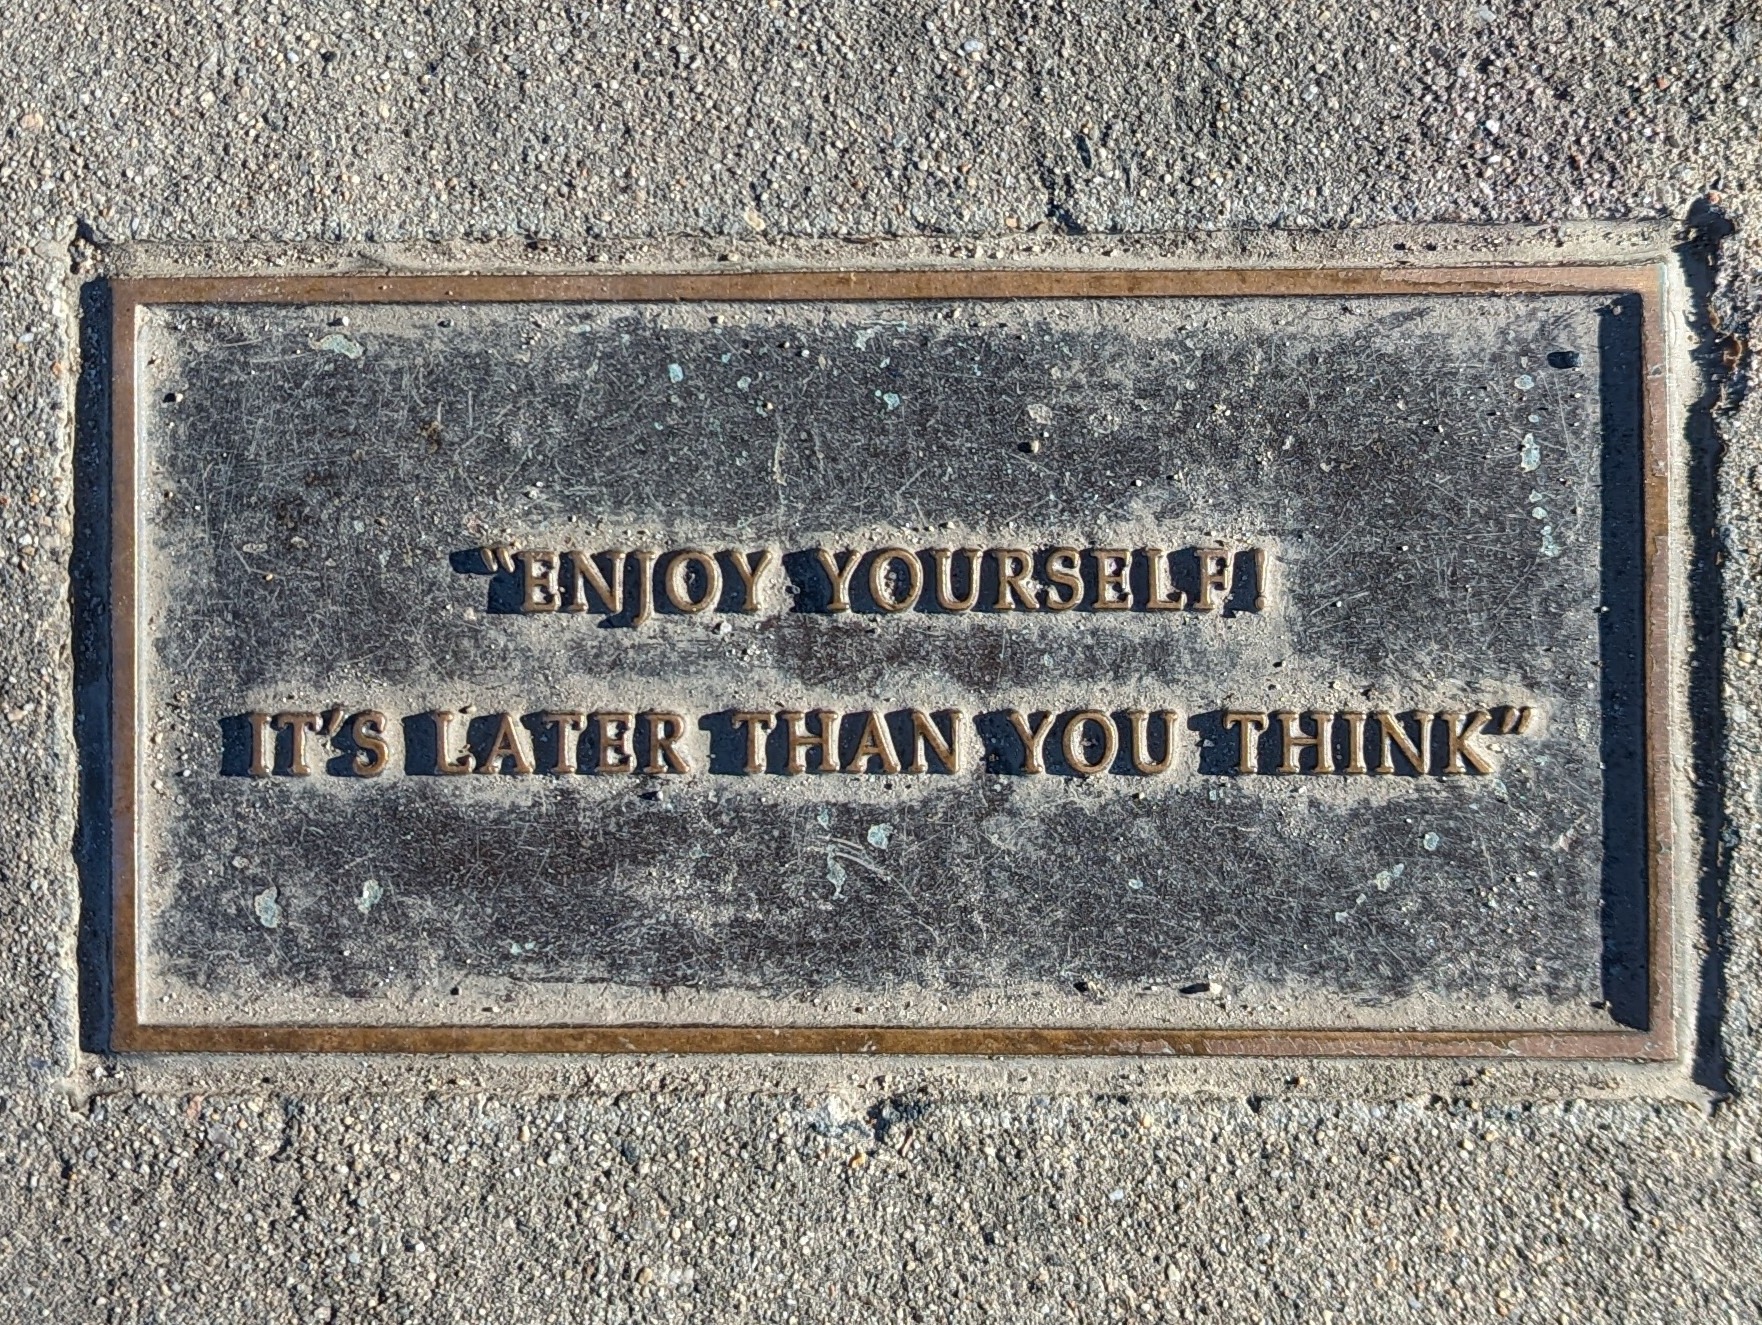 “ENJOY YOURSELF!
IT’S LATER THAN YOU THINK”